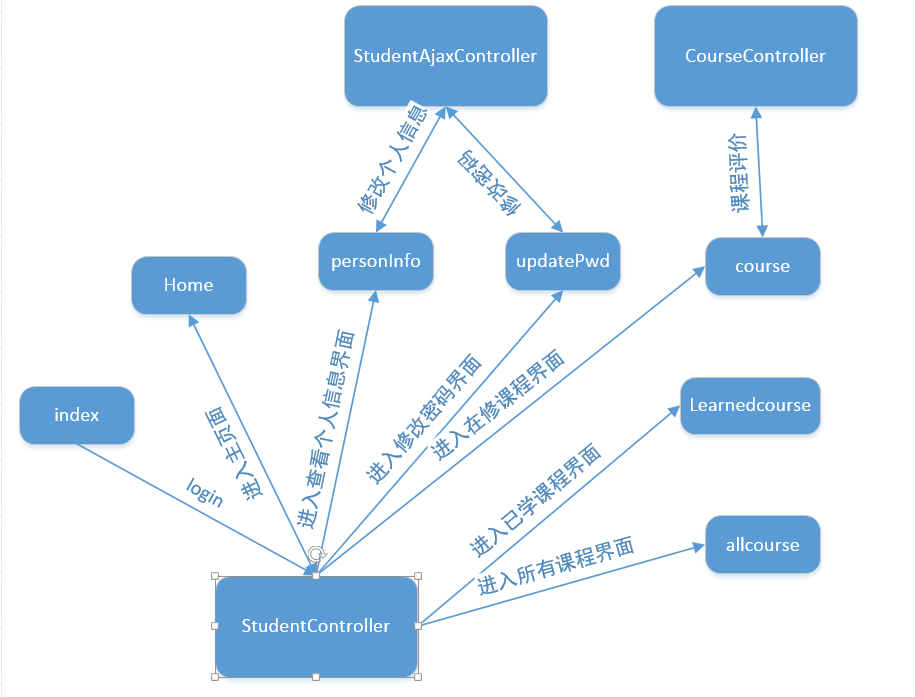 StudentAjaxController
CourseController
修改个人信息
修改密码
课程评价
personInfo
updatePwd
course
Home
index
login
进入主页面
进入查看个人信息界面
进入修改密码界面
进入在修课程界面
Learnedcourse
进入已学课程界面
allcourse
进入所有课程界面
StudentController